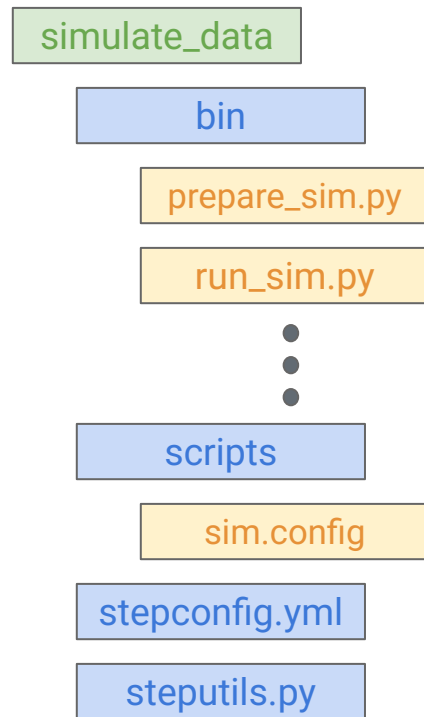 simulate_data
bin
prepare_sim.py
run_sim.py
scripts
sim.config
stepconfig.yml
steputils.py